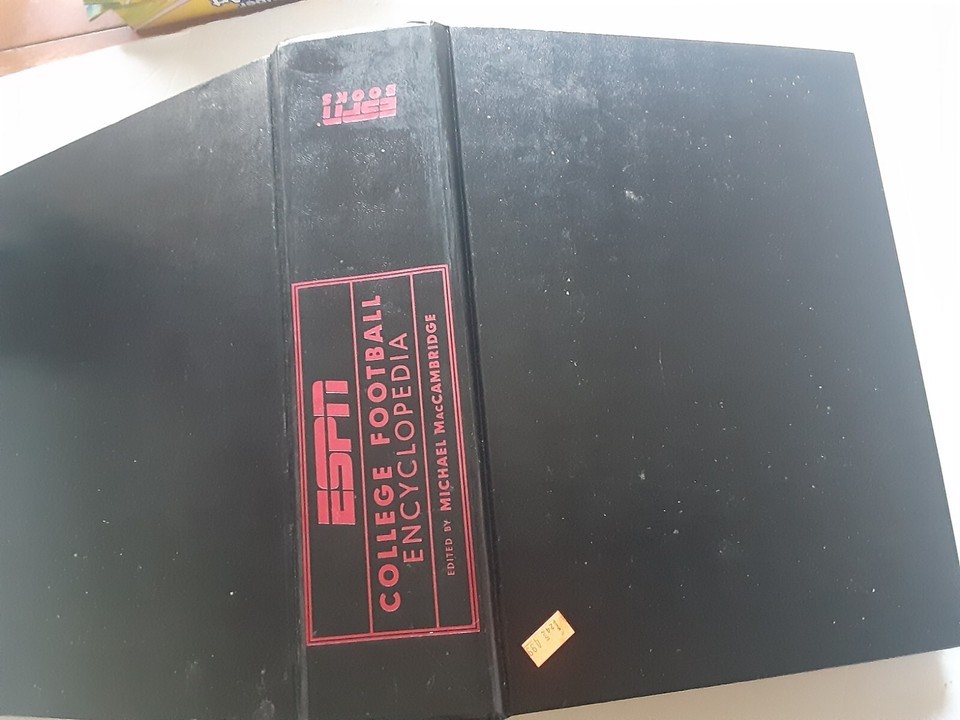 ESPN
COLLEGE FOOTBALL
ENCYCLOPEDIA
EDITED BY MICHAEL MACCAMBRIDGE
ESPN
BOOKS